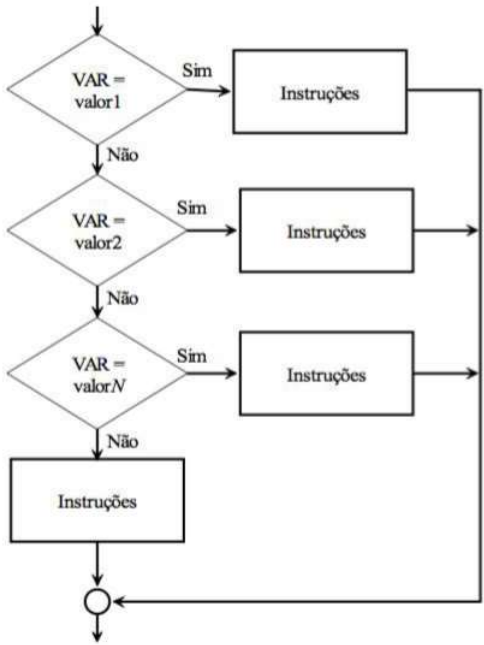 VAR =
valor1
Sim
Instruções
Não
VAR =
valor2
Sim
Instruções
Não
VAR =
valorN
Sim
Instruções
Não
Instruções